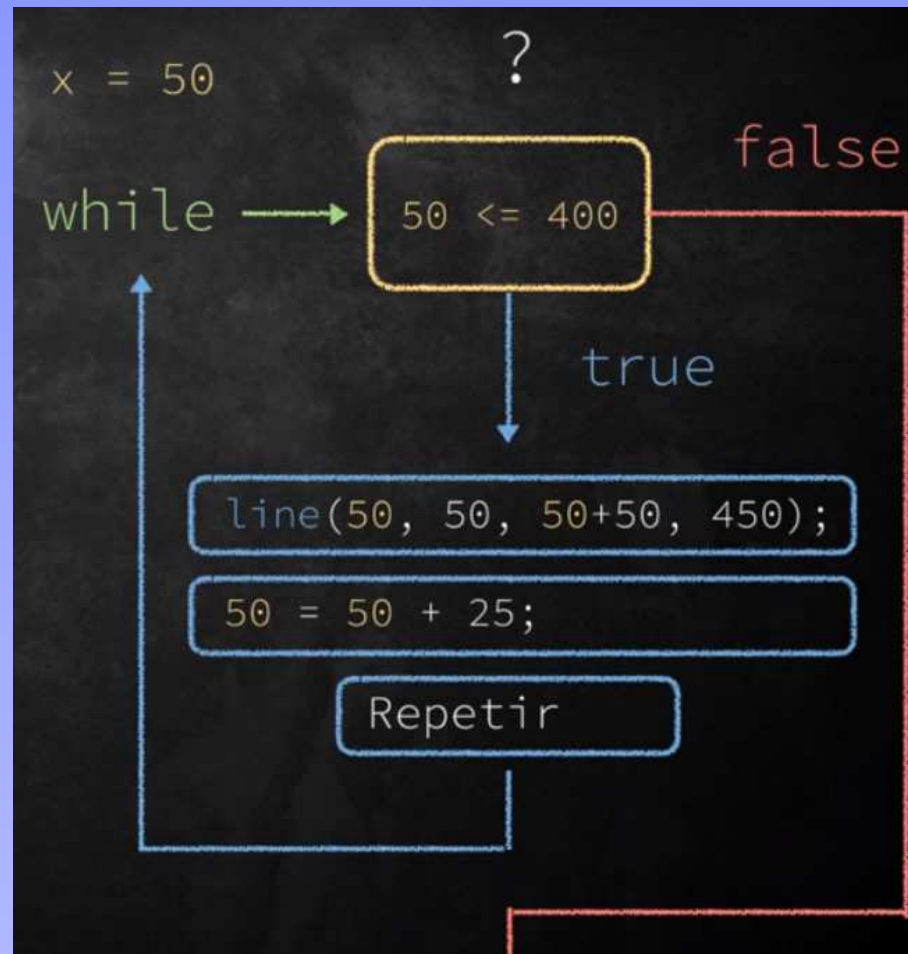 ?
x = 50
false
while
50 <= 400
true
line(50, 50, 50+50, 450);
50 = 50 + 25;
Repetir